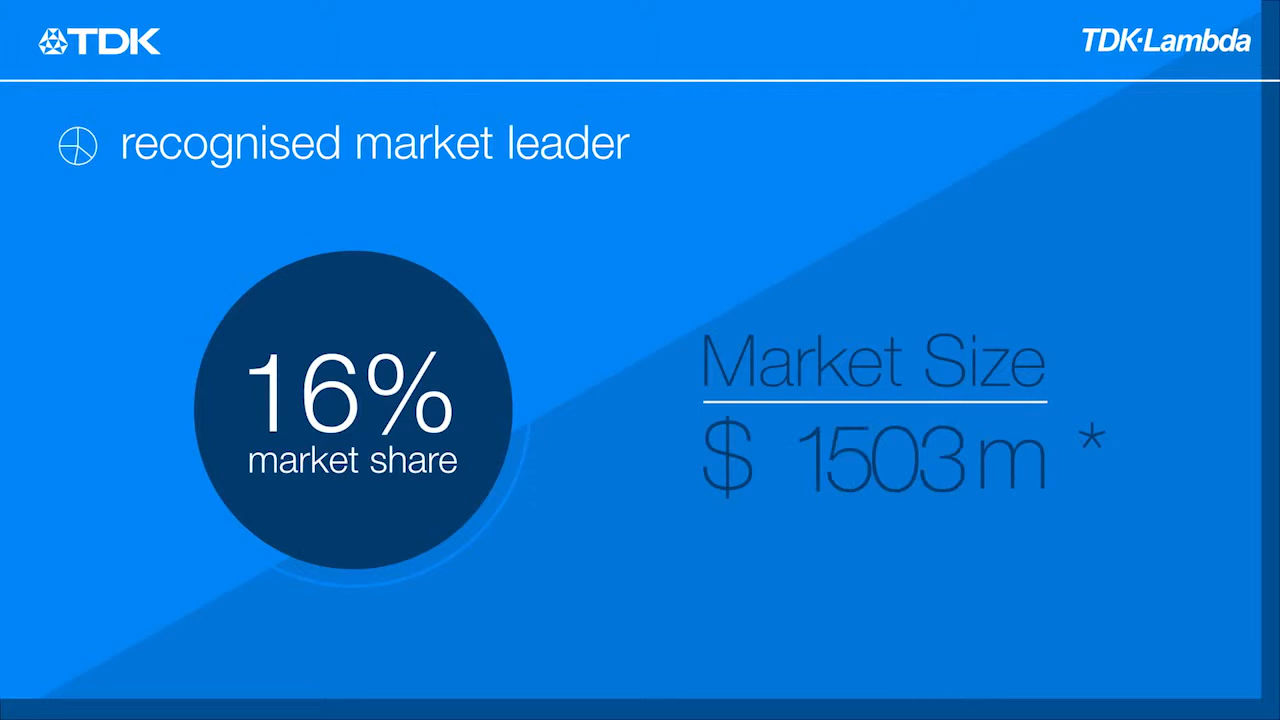 TDK
TDK·Lambda
recognised market leader
16%
market share
Market Size
$ 1503m *